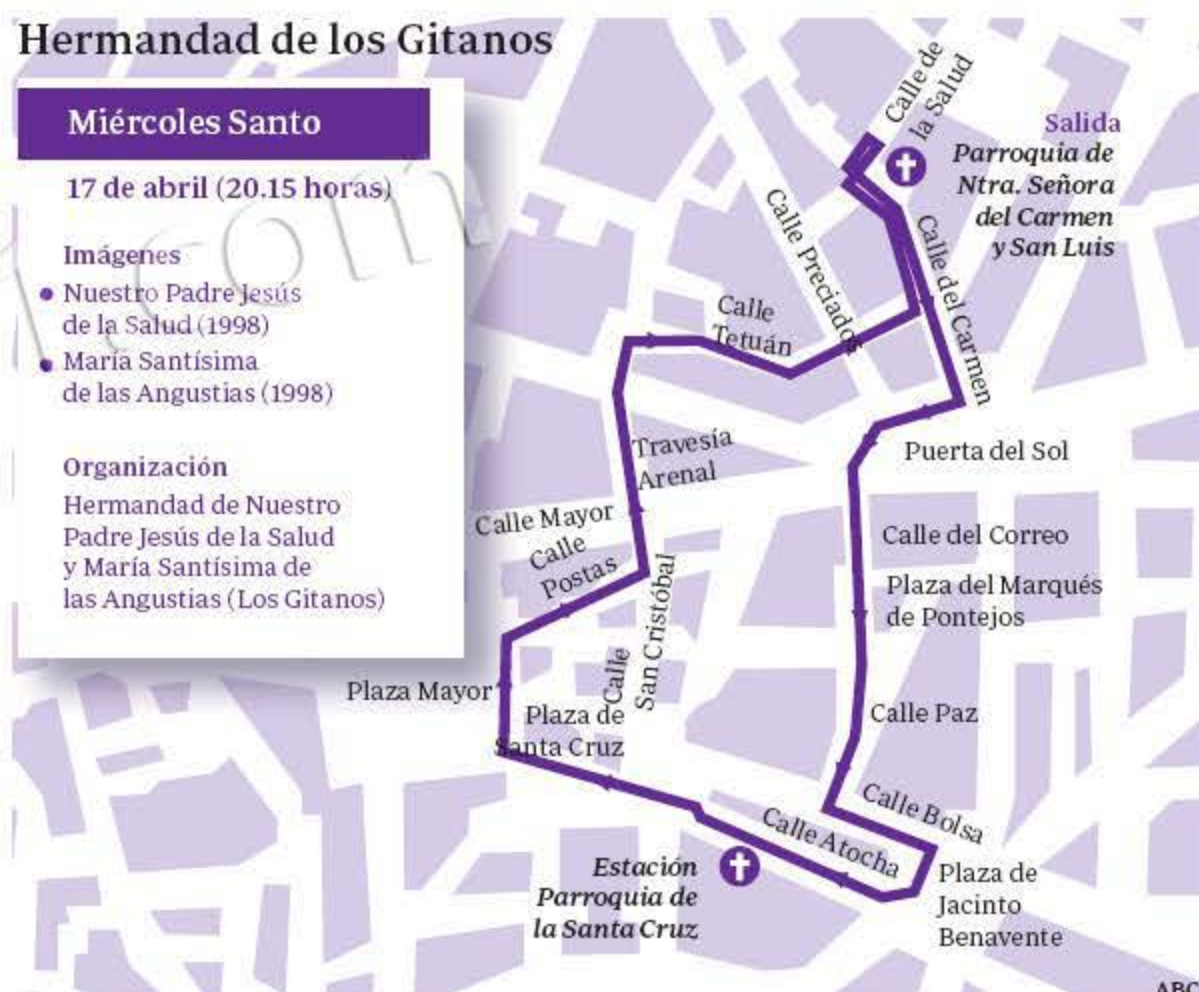 Hermandad de los Gitanos
Miércoles Santo
17 de abril (20.15 horas)
Imágenes
Nuestro Padre Jesús
de la Salud (1998)
María Santísima
de las Angustias (1998)
Organización
Hermandad de Nuestro
Padre Jesús de la Salud
y María Santísima de
las Angustias (Los Gitanos)
Calle de
la Salud
Salida
Parroquia de
Ntra. Señora
del Carmen
y San Luis
Calle Preciados
Calle del Carmen
Calle
Tetuán
Travesía
Arenal
Puerta del Sol
Calle Mayor
Calle
Postas
Calle del Correo
Calle
San Cristóbal
Plaza del Marqués
de Pontejos
Plaza Mayor
Plaza de
Santa Cruz
Calle Paz
Calle Bolsa
Calle Atocha
Estación
Parroquia de
la Santa Cruz
Plaza de
Jacinto
Benavente
ABC
.com